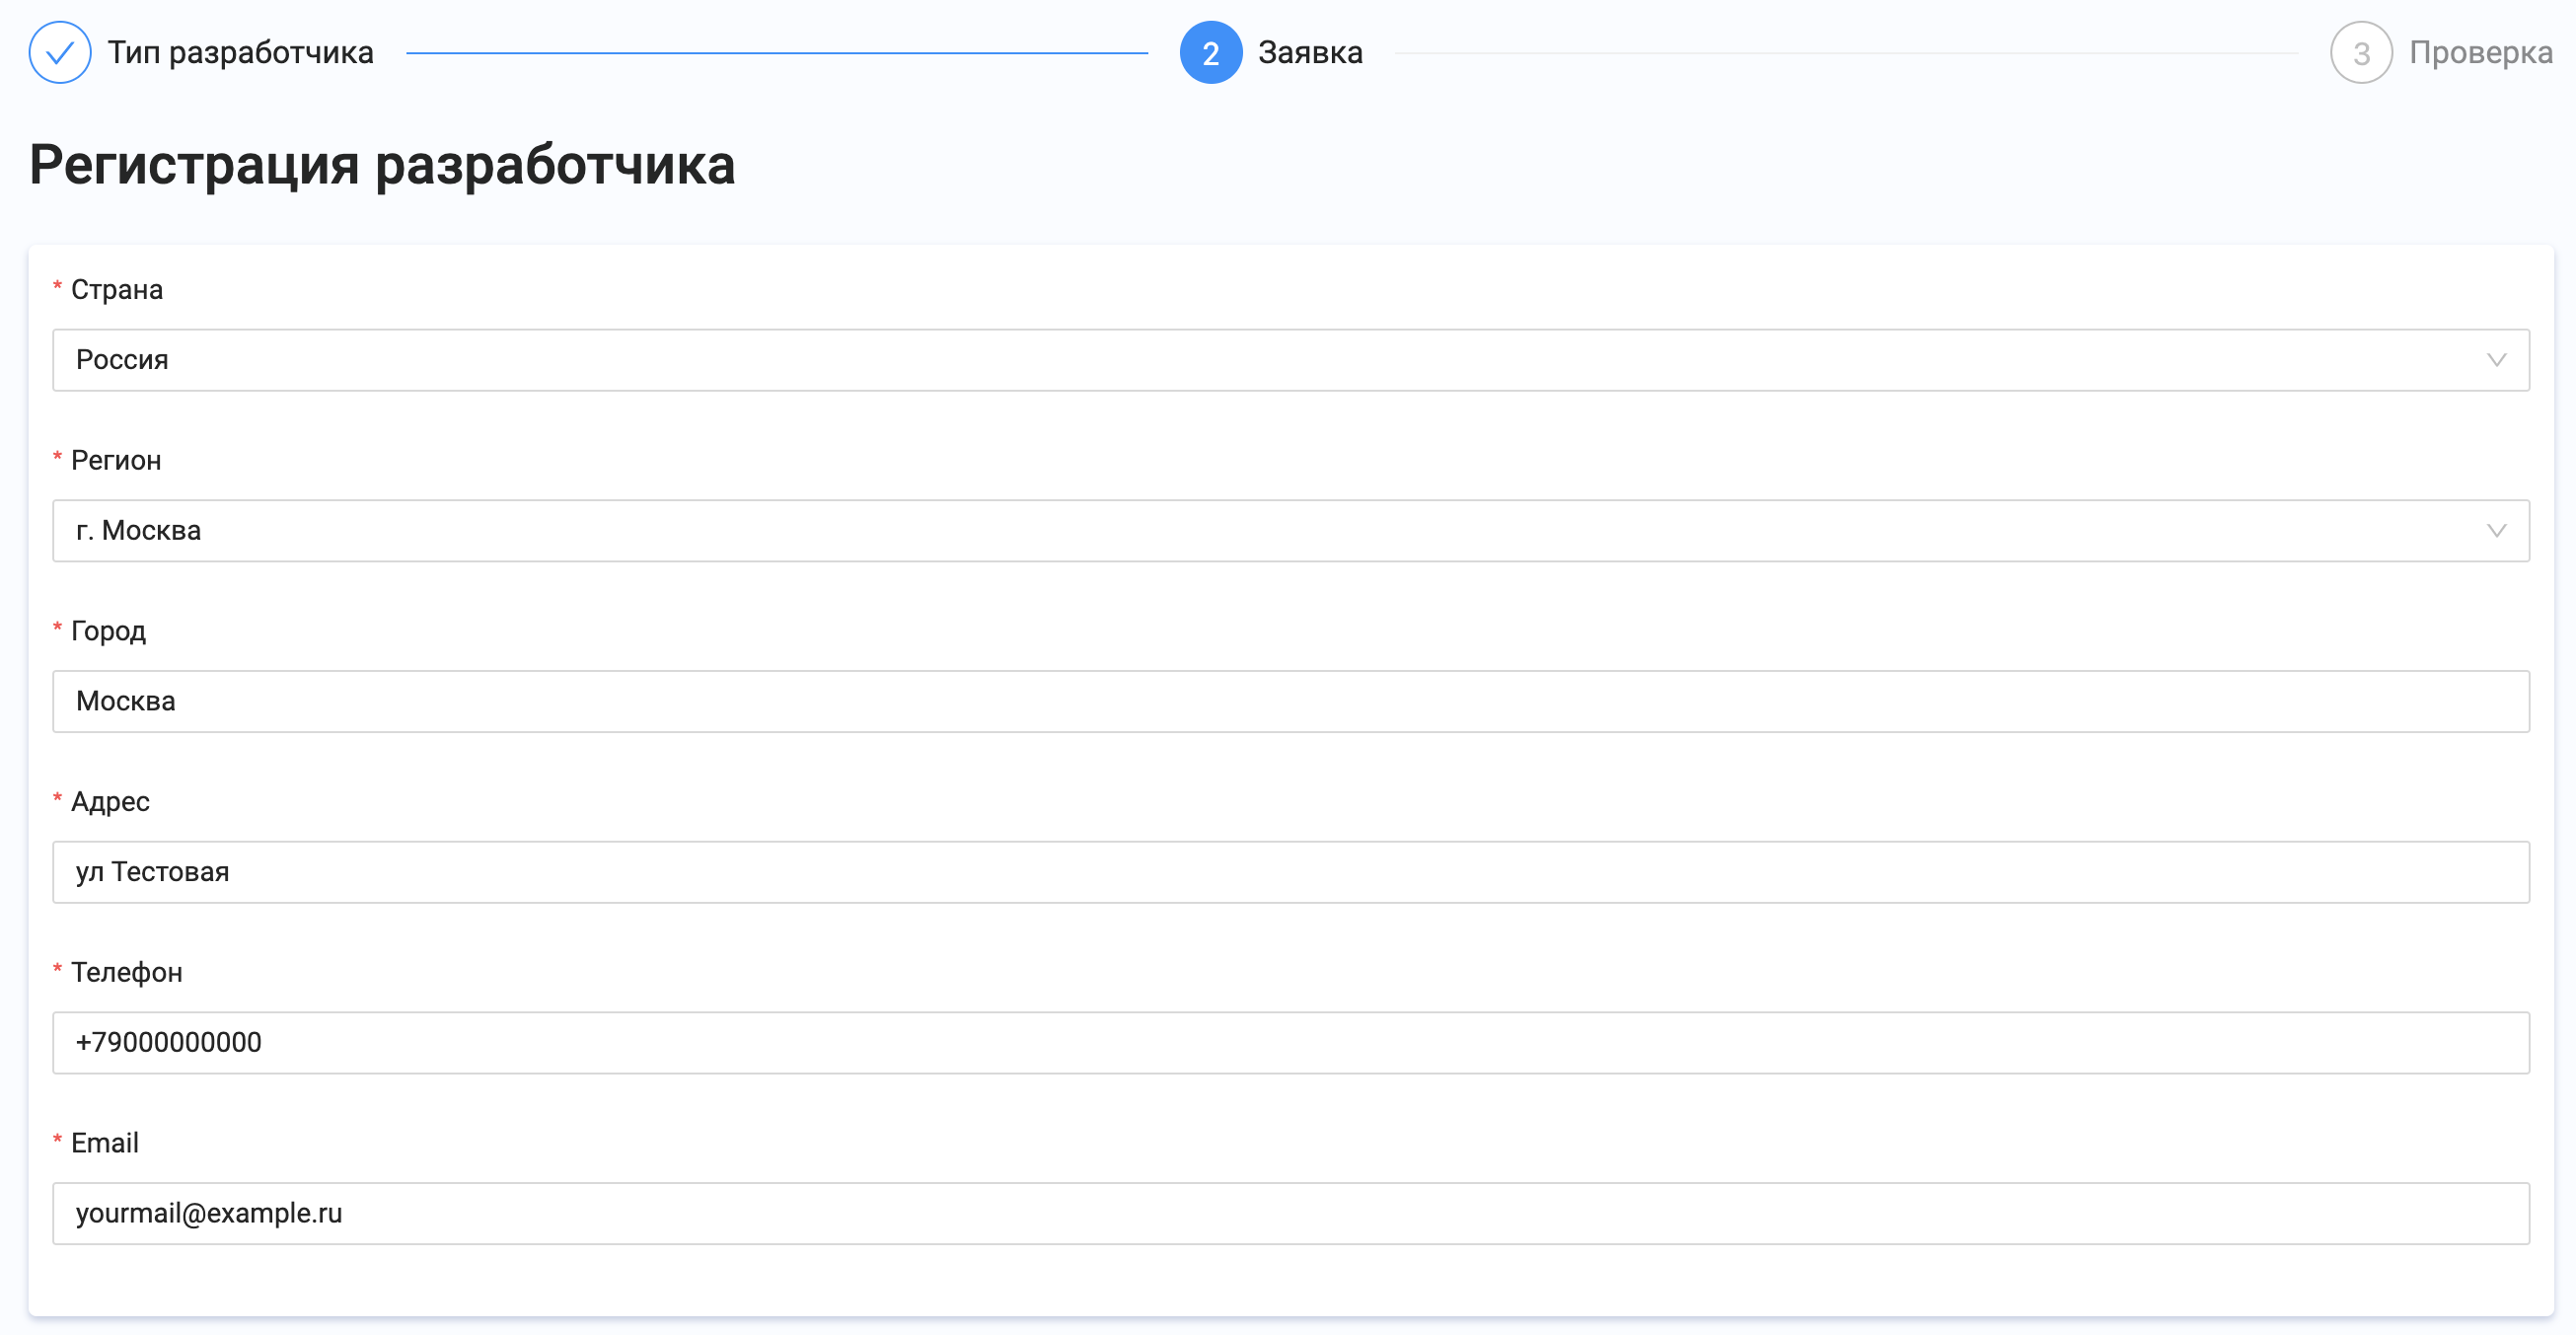 Тип разработчика
2 Заявка
3 Проверка
Регистрация разработчика
* Страна
Россия
* Регион
г. Москва
* Город
Москва
* Адрес
ул Тестовая
* Телефон
+79000000000
* Email
yourmail@example.ru